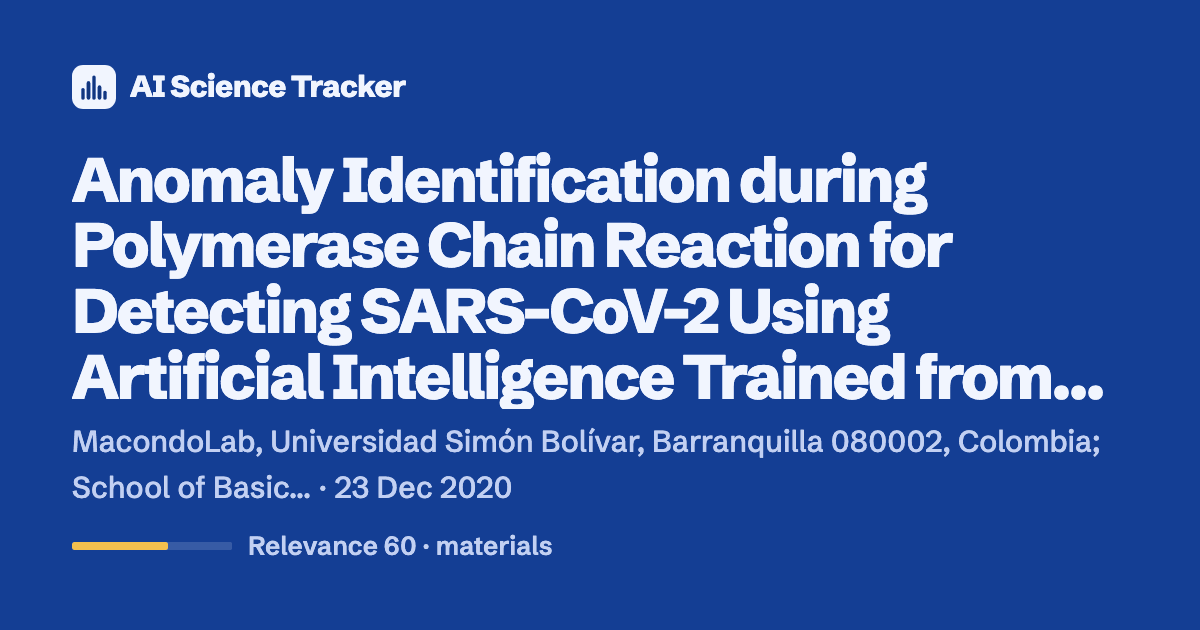 AI Science Tracker
Anomaly Identification during
Polymerase Chain Reaction for
Detecting SARS-CoV-2 Using
Artificial Intelligence Trained from...
MacondoLab, Universidad Simón Bolívar, Barranquilla 080002, Colombia;
School of Basic... · 23 Dec 2020
Relevance 60 · materials